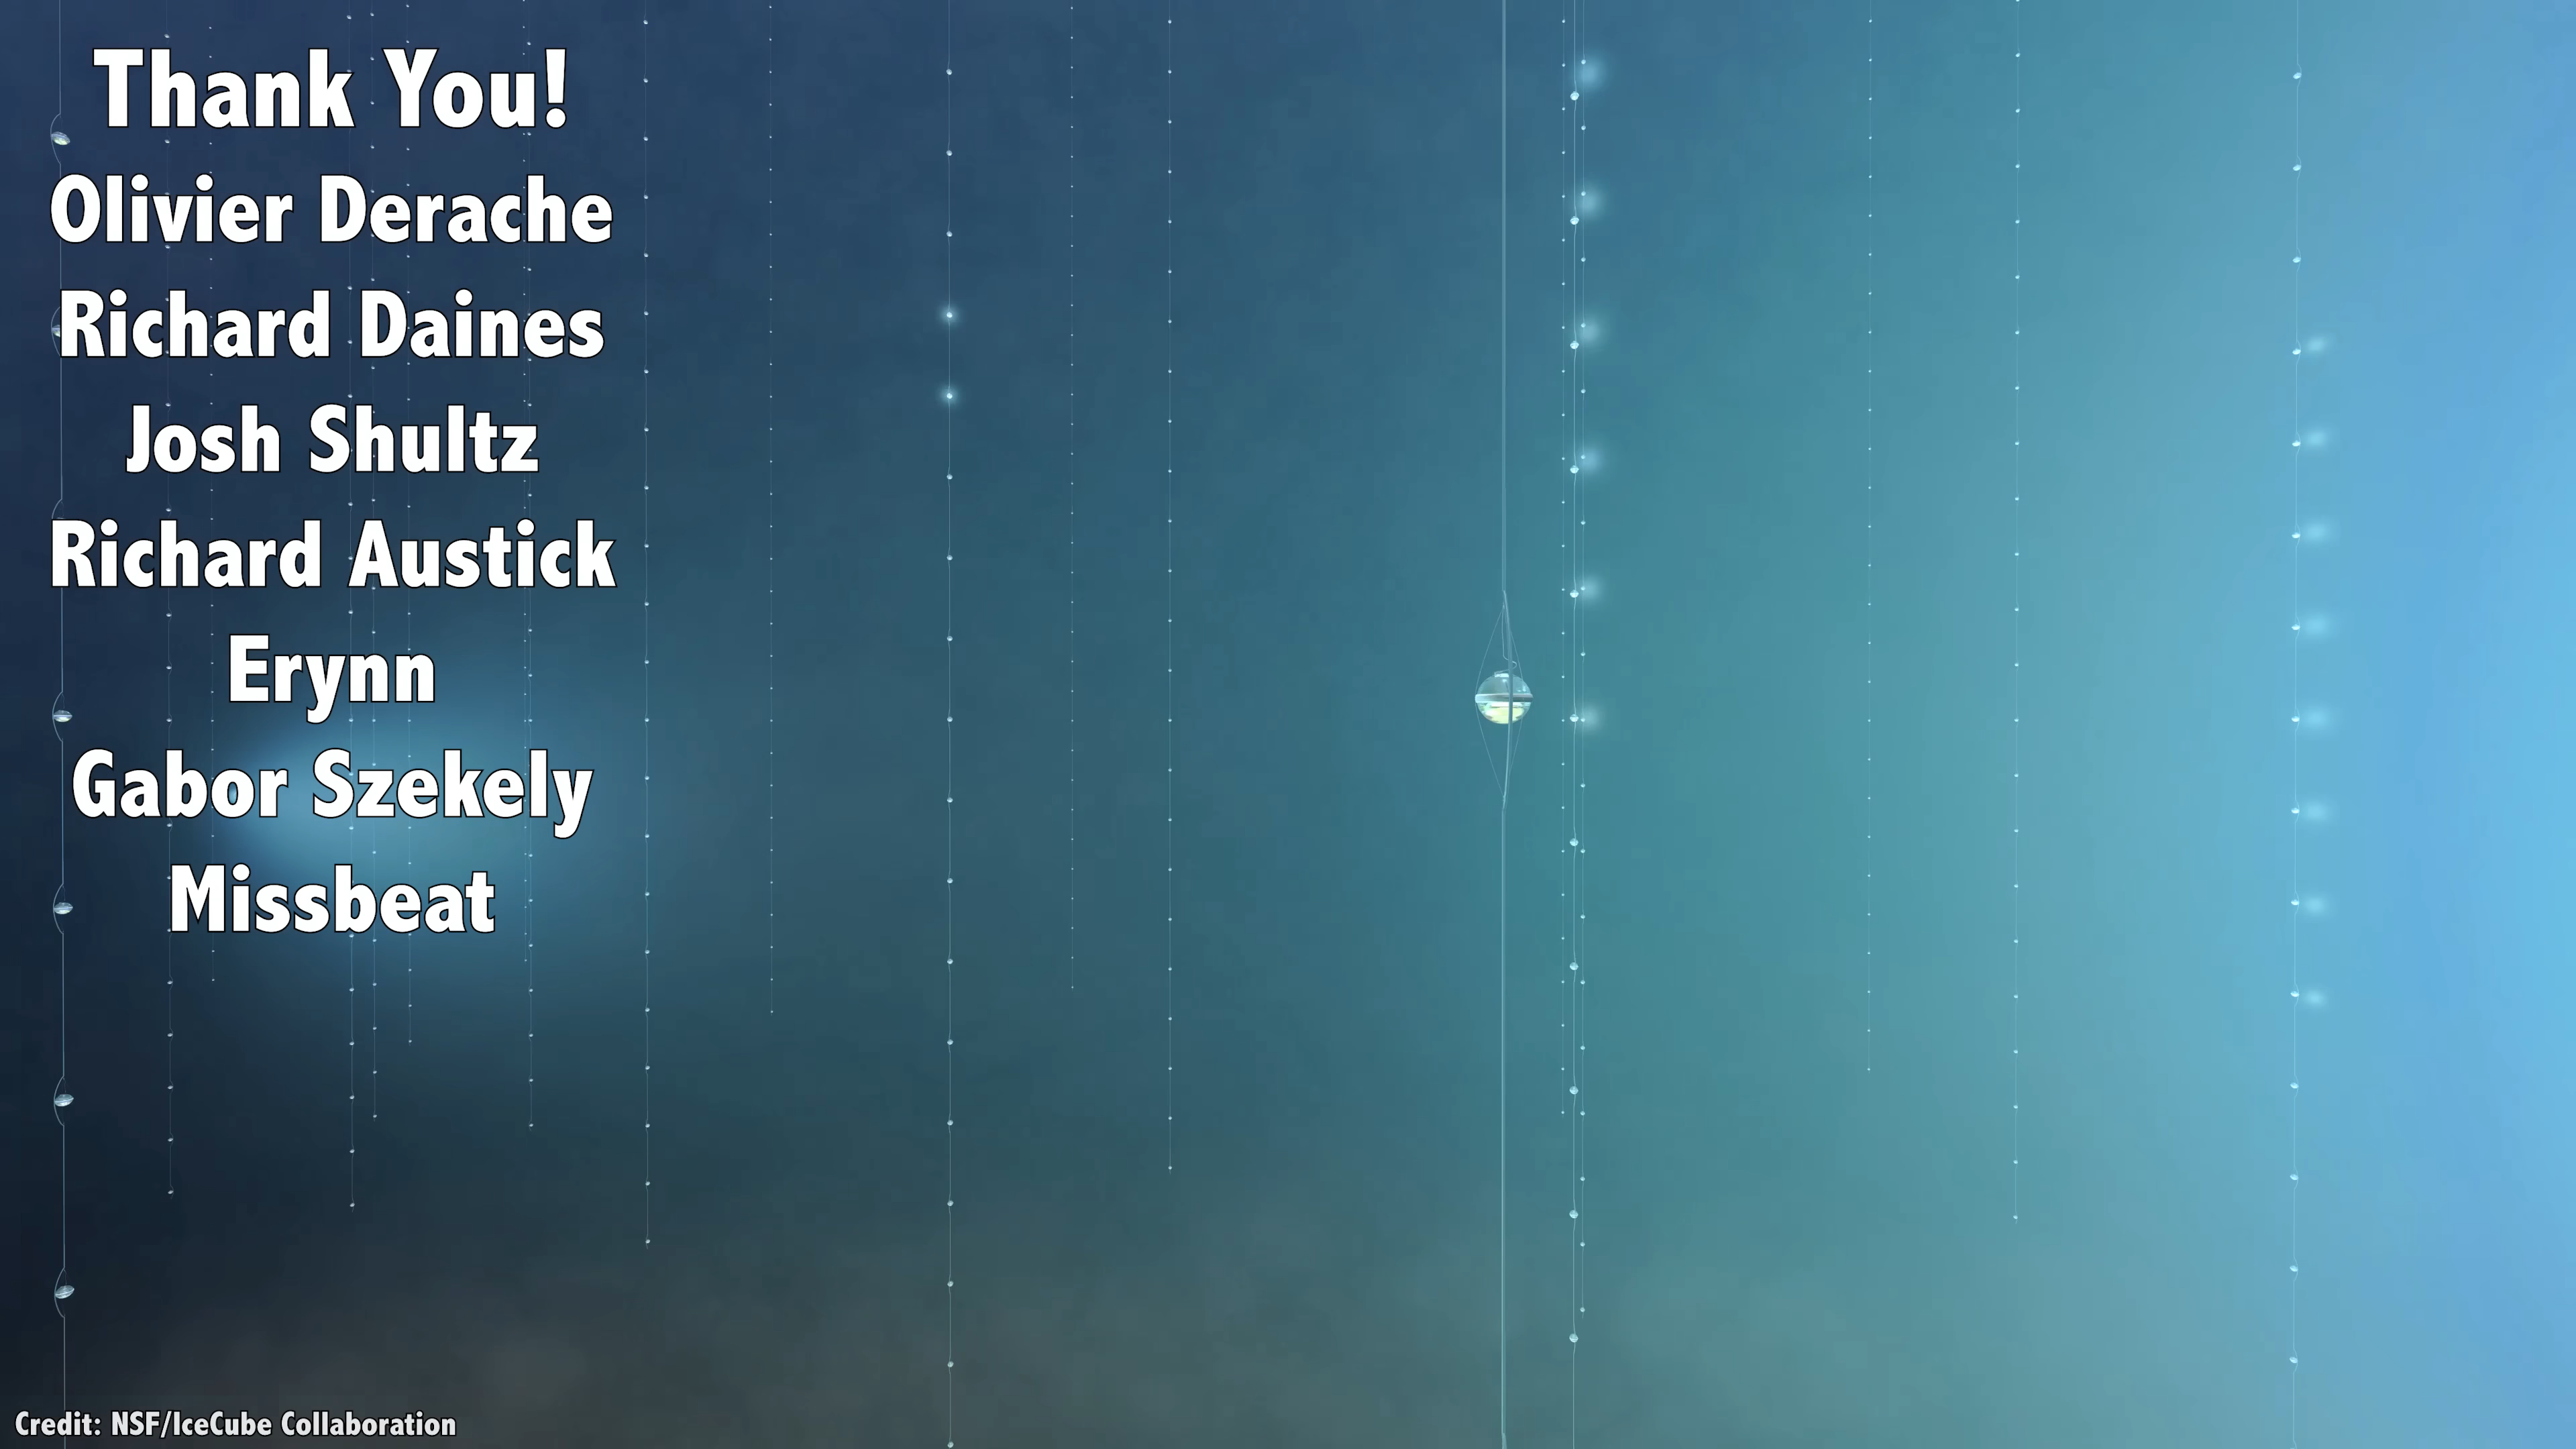 Thank You!
Olivier Derache
Richard Daines
Josh Shultz
Richard Austick
Erynn
Gabor Szekely
Missbeat
Credit: NSF/IceCube Collaboration